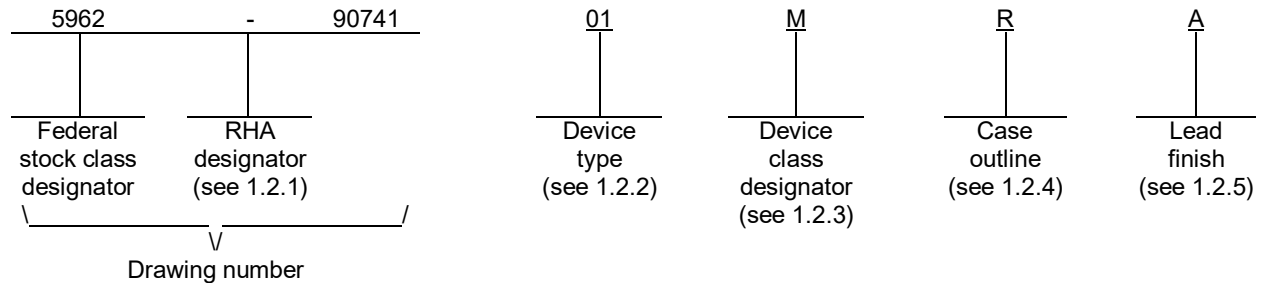 5962 - 90741 01 M R A
Federal stock class designator
RHA designator (see 1.2.1)
Device type (see 1.2.2)
Device class designator (see 1.2.3)
Case outline (see 1.2.4)
Lead finish (see 1.2.5)
\ /
\/
Drawing number